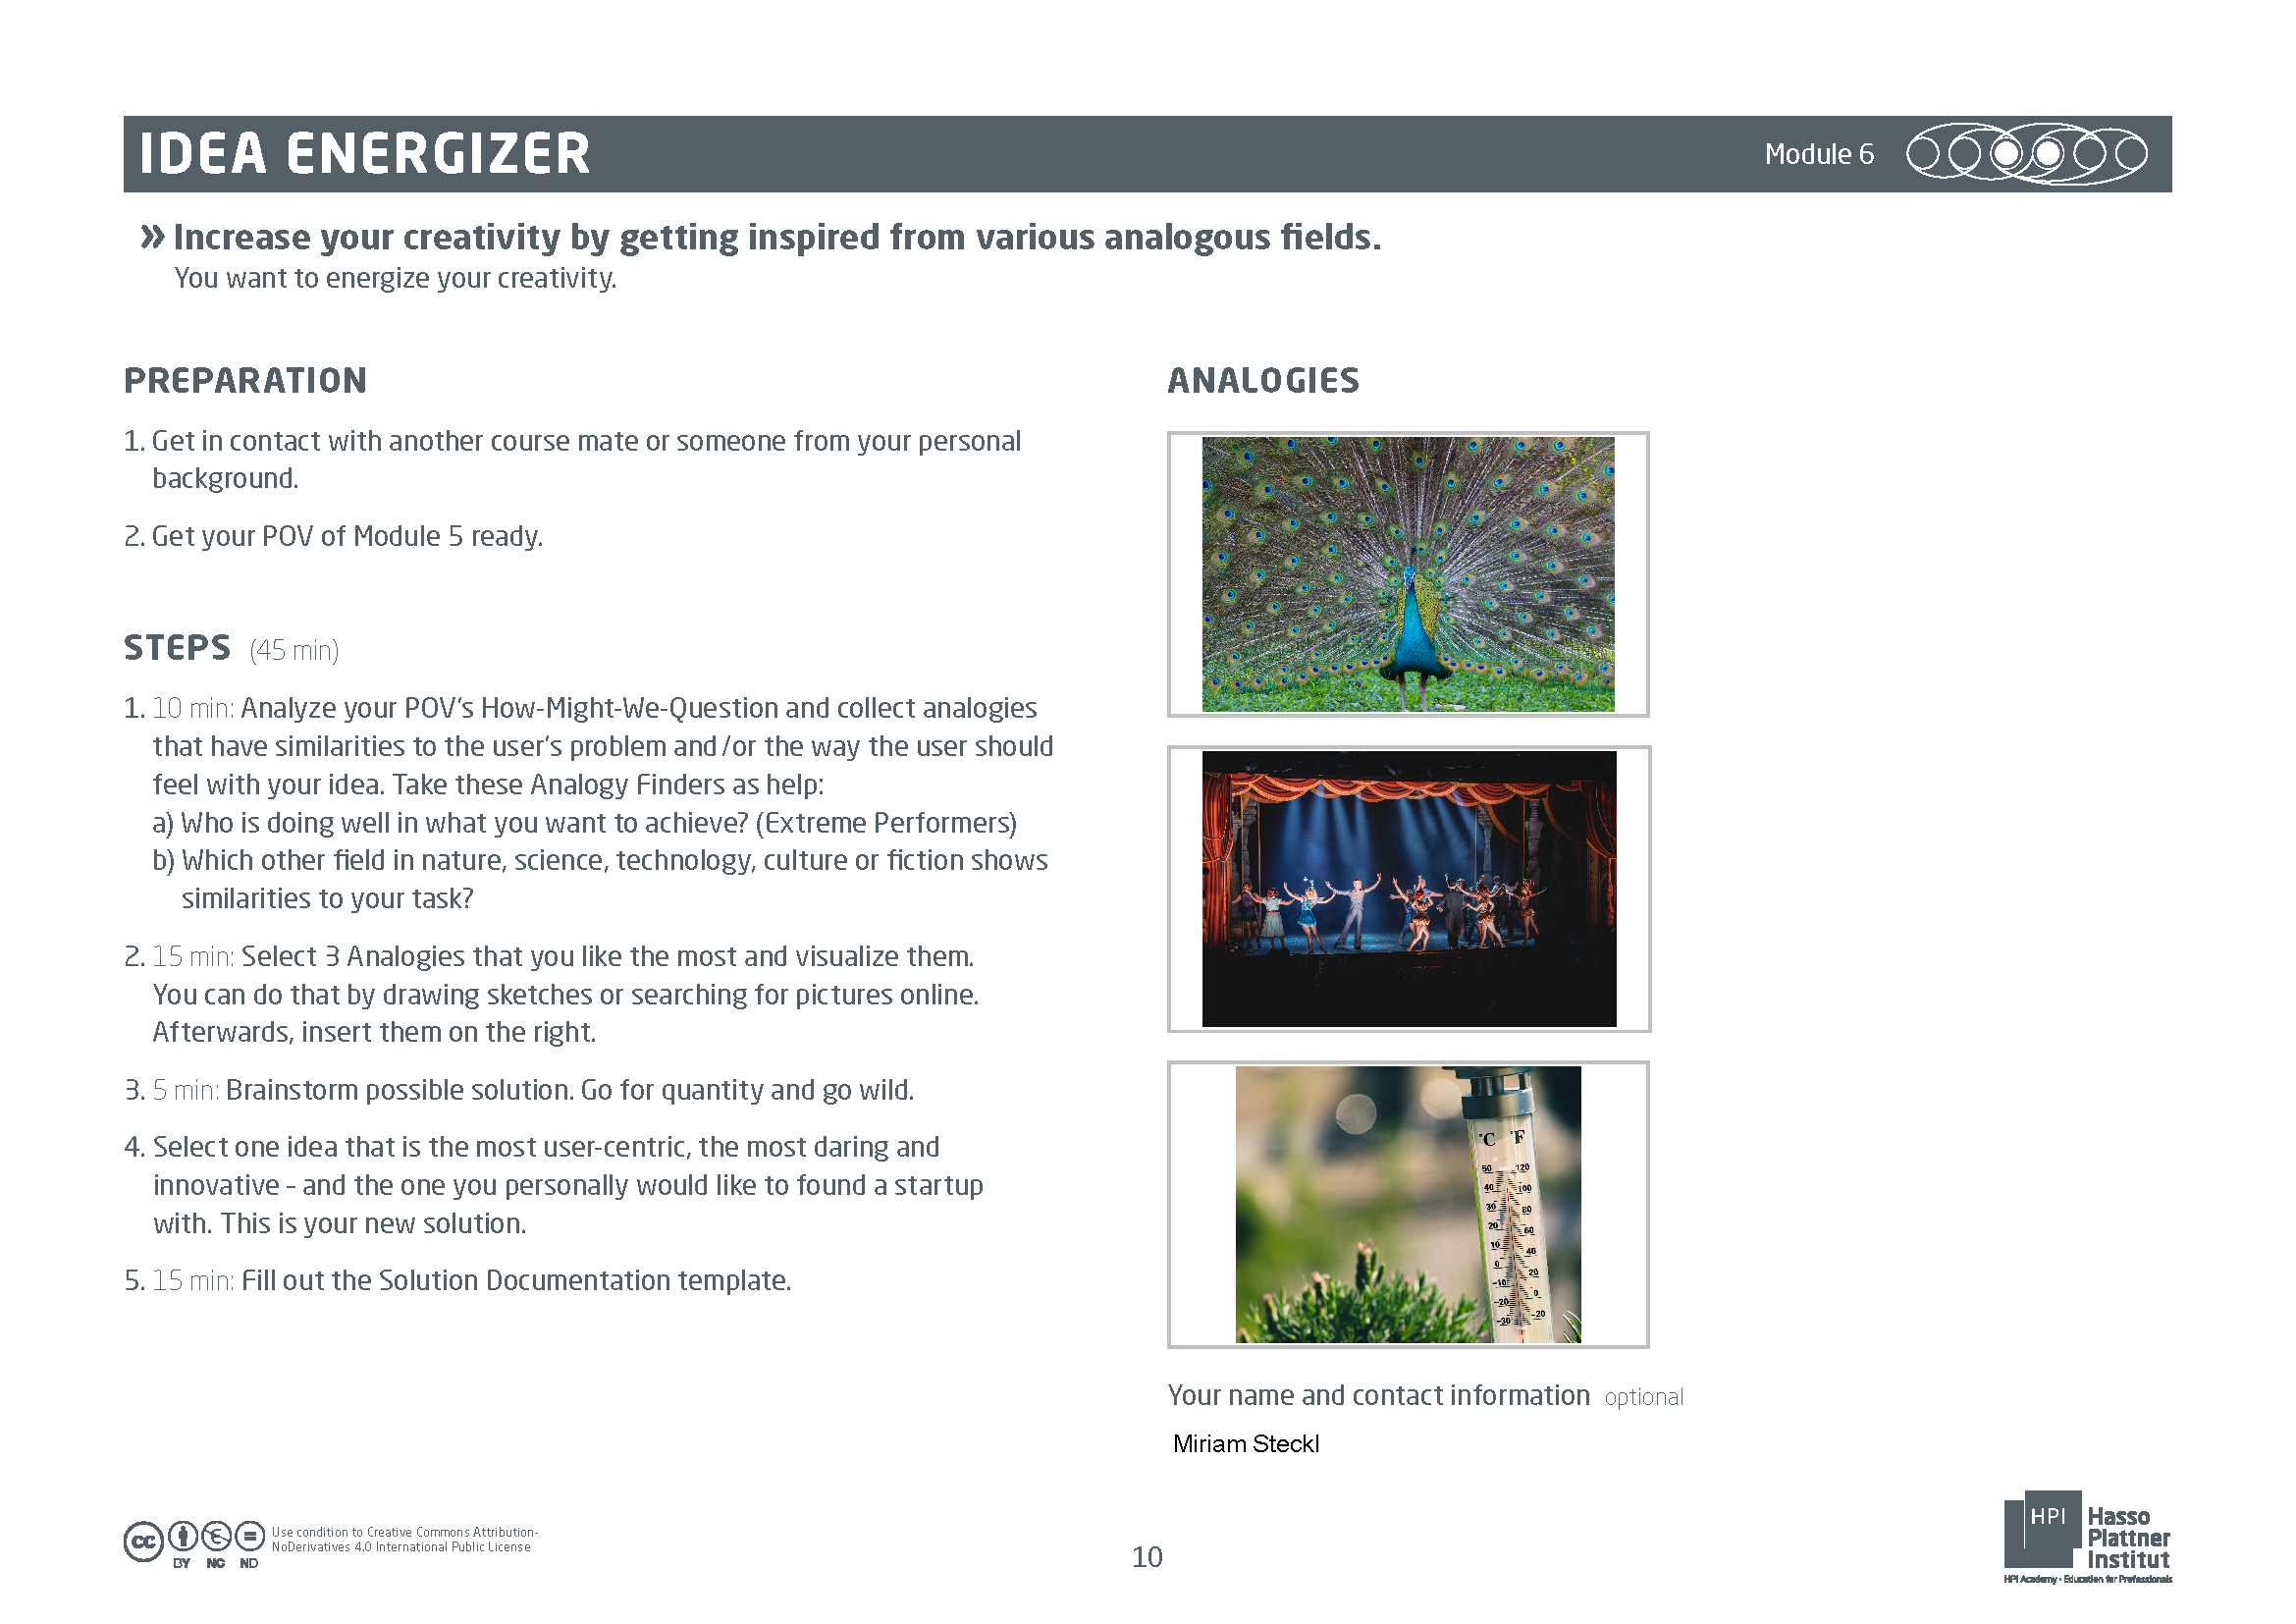 IDEA ENERGIZER
Module 6
» Increase your creativity by getting inspired from various analogous fields.
You want to energize your creativity.
PREPARATION
1. Get in contact with another course mate or someone from your personal
background.
2. Get your POV of Module 5 ready.
STEPS (45 min)
1. 10 min: Analyze your POV's How-Might-We-Question and collect analogies
that have similarities to the user's problem and/or the way the user should
feel with your idea. Take these Analogy Finders as help:
a) Who is doing well in what you want to achieve? (Extreme Performers)
b) Which other field in nature, science, technology, culture or fiction shows
similarities to your task?
2. 15 min: Select 3 Analogies that you like the most and visualize them.
You can do that by drawing sketches or searching for pictures online.
Afterwards, insert them on the right.
3. 5 min: Brainstorm possible solution. Go for quantity and go wild.
4. Select one idea that is the most user-centric, the most daring and
innovative – and the one you personally would like to found a startup
with. This is your new solution.
5. 15 min: Fill out the Solution Documentation template.
ANALOGIES
°C °F
50 120
40 100
30 80
20 60
10 40
0 20
-10 0
-20 -20
-30
Your name and contact information optional
Miriam Steckl
cc BY NC ND
Use condition to Creative Commons Attribution-
NoDerivatives 4.0 International Public License
10
HPI Hasso
Plattner
Institut
HPI Academy • Education for Professionals